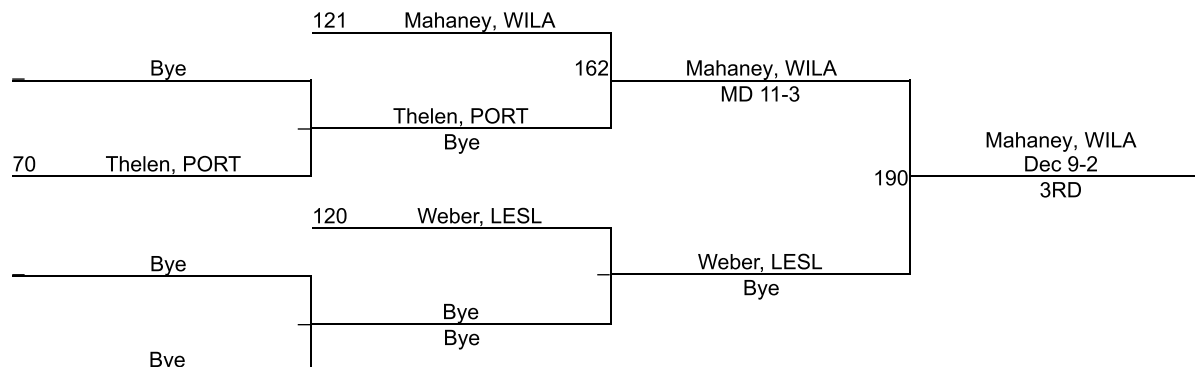 121 Mahaney, WILA
Bye
162 Mahaney, WILA
MD 11-3
Thelen, PORT
Bye
70 Thelen, PORT
Mahaney, WILA
190 Dec 9-2
3RD
120 Weber, LESL
Bye
Weber, LESL
Bye
Bye
Bye
Bye